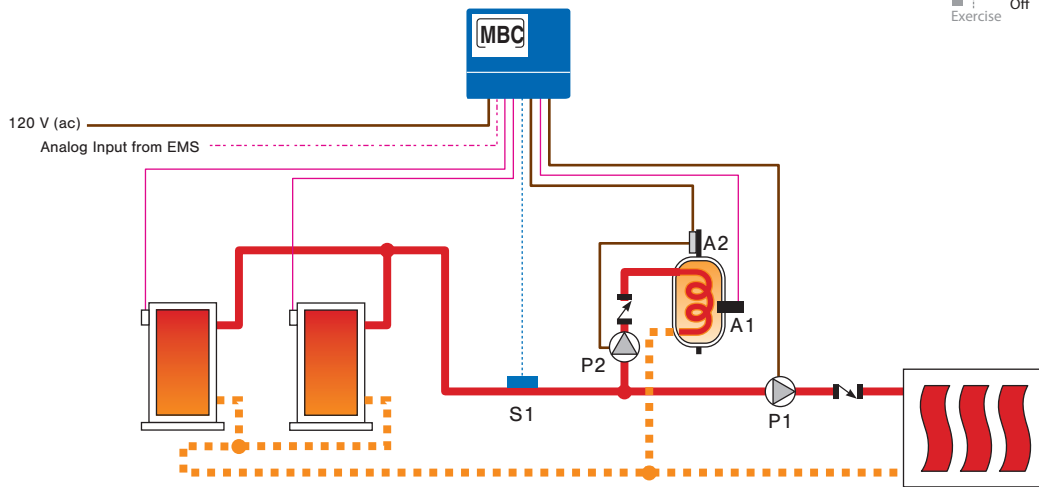 Off
Exercise
MBC
120 V (ac)
Analog Input from EMS
A2
A1
P2
S1
P1